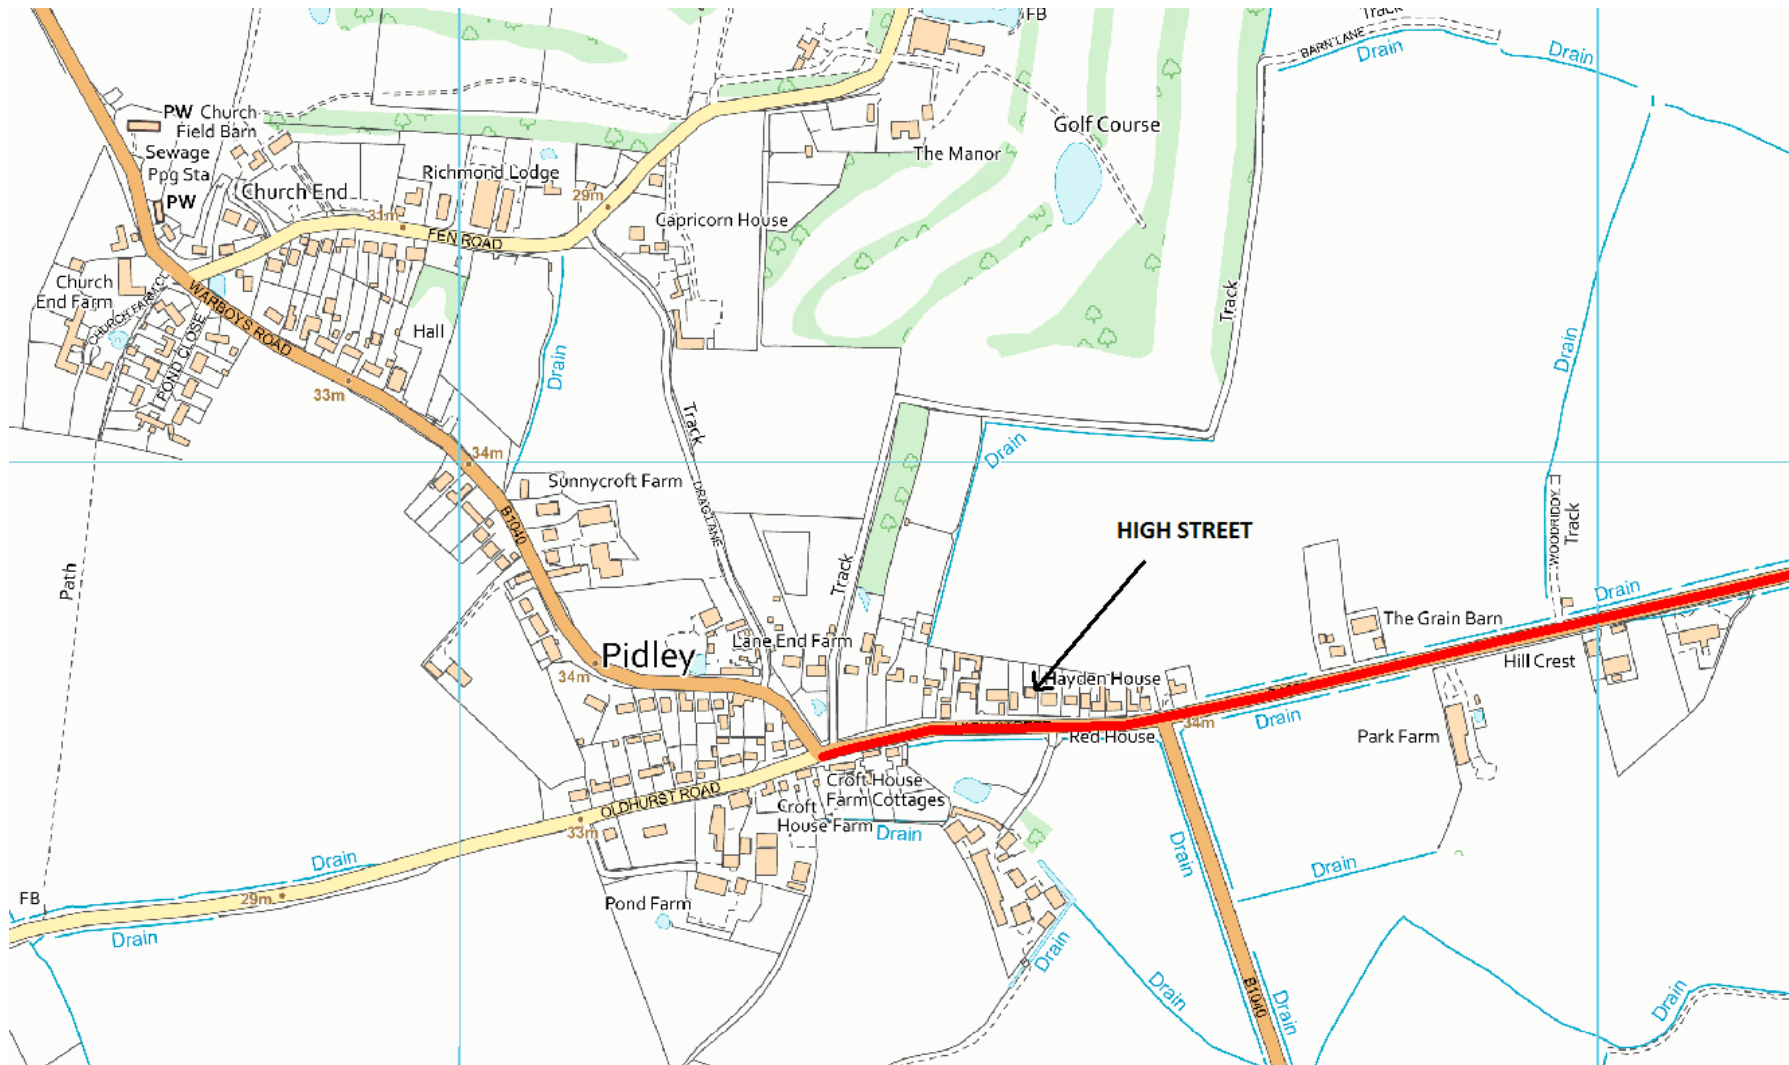 FB
Track
BARN LANE
Drain
Drain
PW Church
Field Barn
Sewage
Ppg Sta
PW
Church End
Richmond Lodge
The Manor
Golf Course
31m
29m
FEN ROAD
Capricorn House
Church
End Farm
CHURCH FARM CL
WARBOYS ROAD
POND CLOSE
Hall
Drain
Track
Drain
33m
Track
34m
Drain
Sunnycroft Farm
B1040
DRAG LANE
HIGH STREET
WOODRIDDY
Track
Path
Track
Drain
The Grain Barn
Lane End Farm
Pidley
34m
Hayden House
Hill Crest
34m
Drain
Red House
Park Farm
Croft House
Farm Cottages
OLDHURST ROAD
Croft
House Farm
33m
Drain
Drain
Drain
Drain
29m
FB
Pond Farm
Drain
Drain
Drain
B1040
Drain
Drain